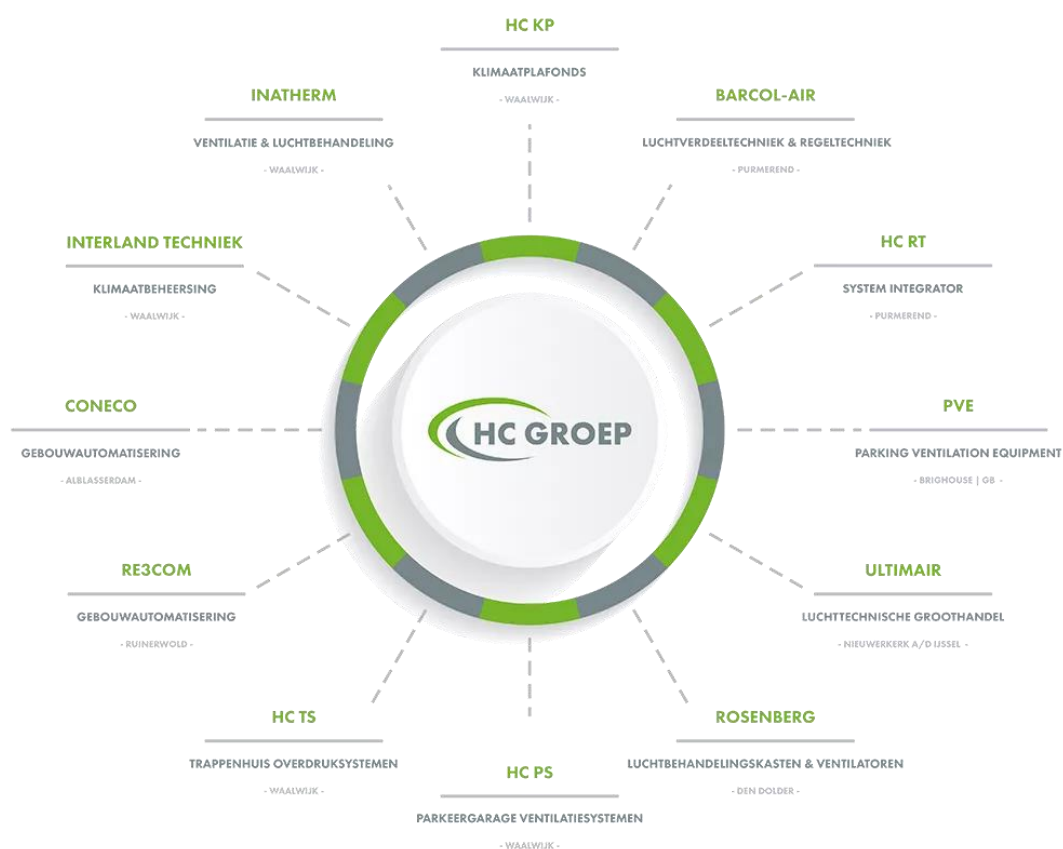 HC KP
KLIMAATPLAFONDS
- WAALWIJK -
BARCOL-AIR
LUCHTVERDEELTECHNIEK & REGELTECHNIEK
- PURMEREND -
HC RT
SYSTEM INTEGRATOR
- PURMEREND -
PVE
PARKING VENTILATION EQUIPMENT
- BRIGHOUSE | GB -
ULTIMAIR
LUCHTTECHNISCHE GROOTHANDEL
- NIEUWERKERK A/D IJSSEL -
ROSENBERG
LUCHTBEHANDELINGSKASTEN & VENTILATOREN
- DEN DOLDER -
HC PS
PARKEERGARAGE VENTILATIESYSTEMEN
- WAALWIJK -
HC TS
TRAPPENHUIS OVERDRUKSYSTEMEN
- WAALWIJK -
RE3COM
GEBOUWAUTOMATISERING
- RUINERWOLD -
CONECO
GEBOUWAUTOMATISERING
- ALBLASSERDAM -
INTERLAND TECHNIEK
KLIMAATBEHEERSING
- WAALWIJK -
INATHERM
VENTILATIE & LUCHTBEHANDELING
- WAALWIJK -
HC GROEP